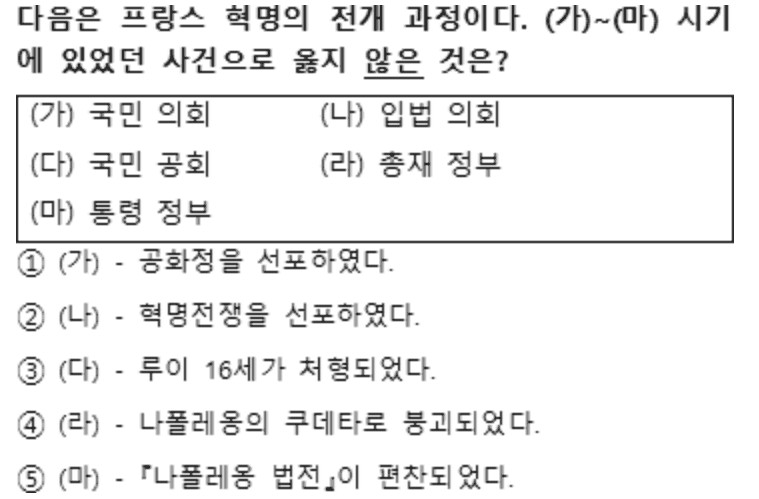 다음은 프랑스 혁명의 전개 과정이다. (가)~(마) 시기
에 있었던 사건으로 옳지 않은 것은?
(가) 국민 의회 (나) 입법 의회
(다) 국민 공회 (라) 총재 정부
(마) 통령 정부
① (가) - 공화정을 선포하였다.
② (나) - 혁명전쟁을 선포하였다.
③ (다) - 루이 16세가 처형되었다.
④ (라) - 나폴레옹의 쿠데타로 붕괴되었다.
⑤ (마) - 『나폴레옹 법전』이 편찬되었다.